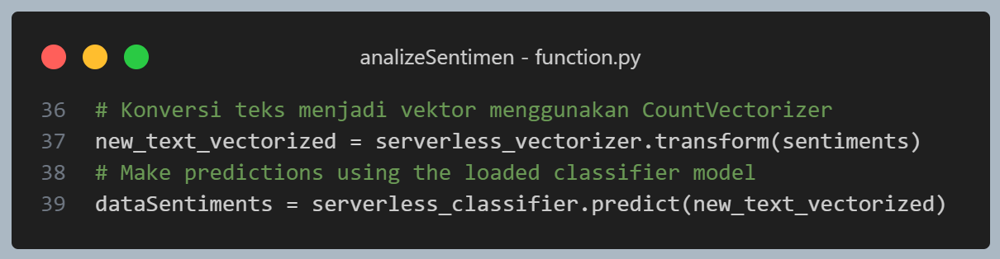 analizeSentimen - function.py
36 # Konversi teks menjadi vektor menggunakan CountVectorizer
37 new_text_vectorized = serverless_vectorizer.transform(sentiments)
38 # Make predictions using the loaded classifier model
39 dataSentiments = serverless_classifier.predict(new_text_vectorized)